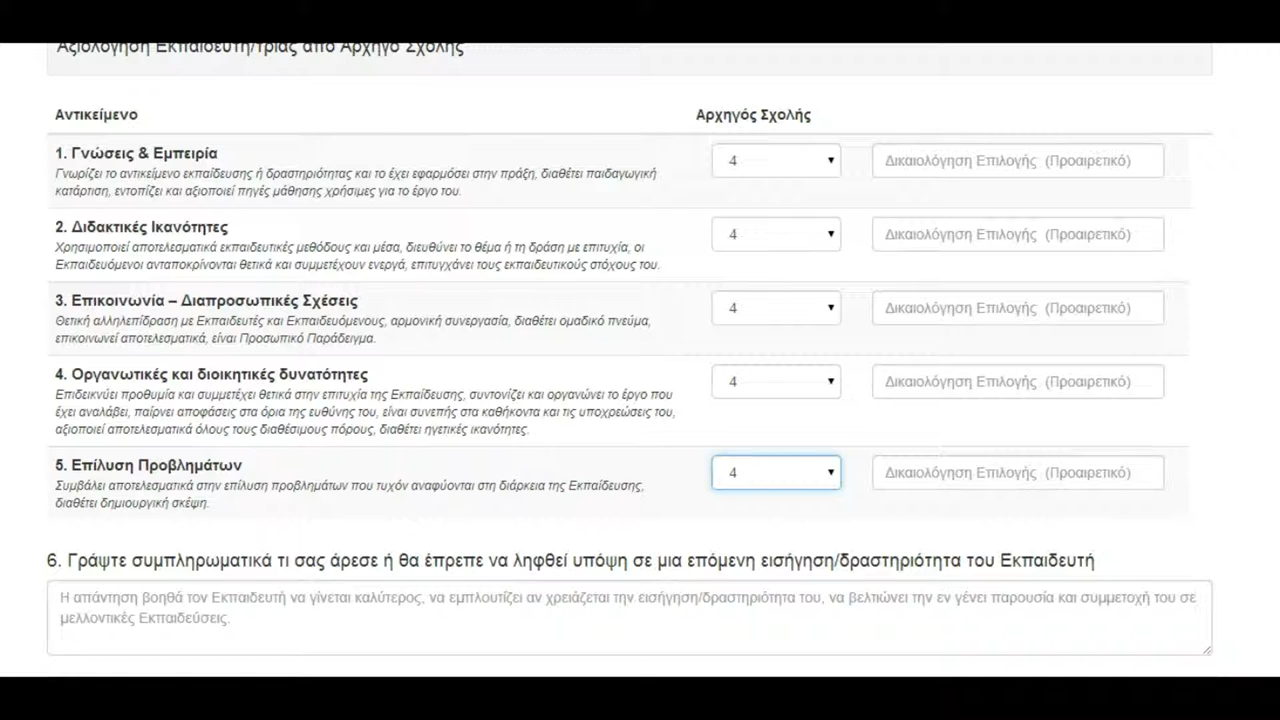 Αξιολόγηση Εκπαιδευτή/τριας από Αρχηγό Σχολής
Αντικείμενο Αρχηγός Σχολής
1. Γνώσεις & Εμπειρία
Γνωρίζει το αντικείμενο εκπαίδευσης ή δραστηριότητας και το έχει εφαρμόσει στην πράξη, διαθέτει παιδαγωγική
κατάρτιση, εντοπίζει και αξιοποιεί πηγές μάθησης χρήσιμες για το έργο του.
4 Δικαιολόγηση Επιλογής (Προαιρετικό)
2. Διδακτικές Ικανότητες
Χρησιμοποιεί αποτελεσματικά εκπαιδευτικές μεθόδους και μέσα, διευθύνει το θέμα ή τη δράση με επιτυχία, οι
Εκπαιδευόμενοι ανταποκρίνονται θετικά και συμμετέχουν ενεργά, επιτυγχάνει τους εκπαιδευτικούς στόχους του.
4 Δικαιολόγηση Επιλογής (Προαιρετικό)
3. Επικοινωνία – Διαπροσωπικές Σχέσεις
Θετική αλληλεπίδραση με Εκπαιδευτές και Εκπαιδευόμενους, αρμονική συνεργασία, διαθέτει ομαδικό πνεύμα,
επικοινωνεί αποτελεσματικά, είναι Προσωπικό Παράδειγμα.
4 Δικαιολόγηση Επιλογής (Προαιρετικό)
4. Οργανωτικές και διοικητικές δυνατότητες
Επιδεικνύει προθυμία και συμμετέχει θετικά στην επιτυχία της Εκπαίδευσης, συντονίζει και οργανώνει το έργο που
έχει αναλάβει, παίρνει αποφάσεις στα όρια της ευθύνης του, είναι συνεπής στα καθήκοντα και τις υποχρεώσεις του,
αξιοποιεί αποτελεσματικά όλους τους διαθέσιμους πόρους, διαθέτει ηγετικές ικανότητες.
4 Δικαιολόγηση Επιλογής (Προαιρετικό)
5. Επίλυση Προβλημάτων
Συμβάλει αποτελεσματικά στην επίλυση προβλημάτων που τυχόν αναφύονται στη διάρκεια της Εκπαίδευσης,
διαθέτει δημιουργική σκέψη.
4 Δικαιολόγηση Επιλογής (Προαιρετικό)
6. Γράψτε συμπληρωματικά τι σας άρεσε ή θα έπρεπε να ληφθεί υπόψη σε μια επόμενη εισήγηση/δραστηριότητα του Εκπαιδευτή
Η απάντηση βοηθά τον Εκπαιδευτή να γίνεται καλύτερος, να εμπλουτίζει αν χρειάζεται την εισήγηση/δραστηριότητα του, να βελτιώνει την εν γένει παρουσία και συμμετοχή του σε
μελλοντικές Εκπαιδεύσεις.